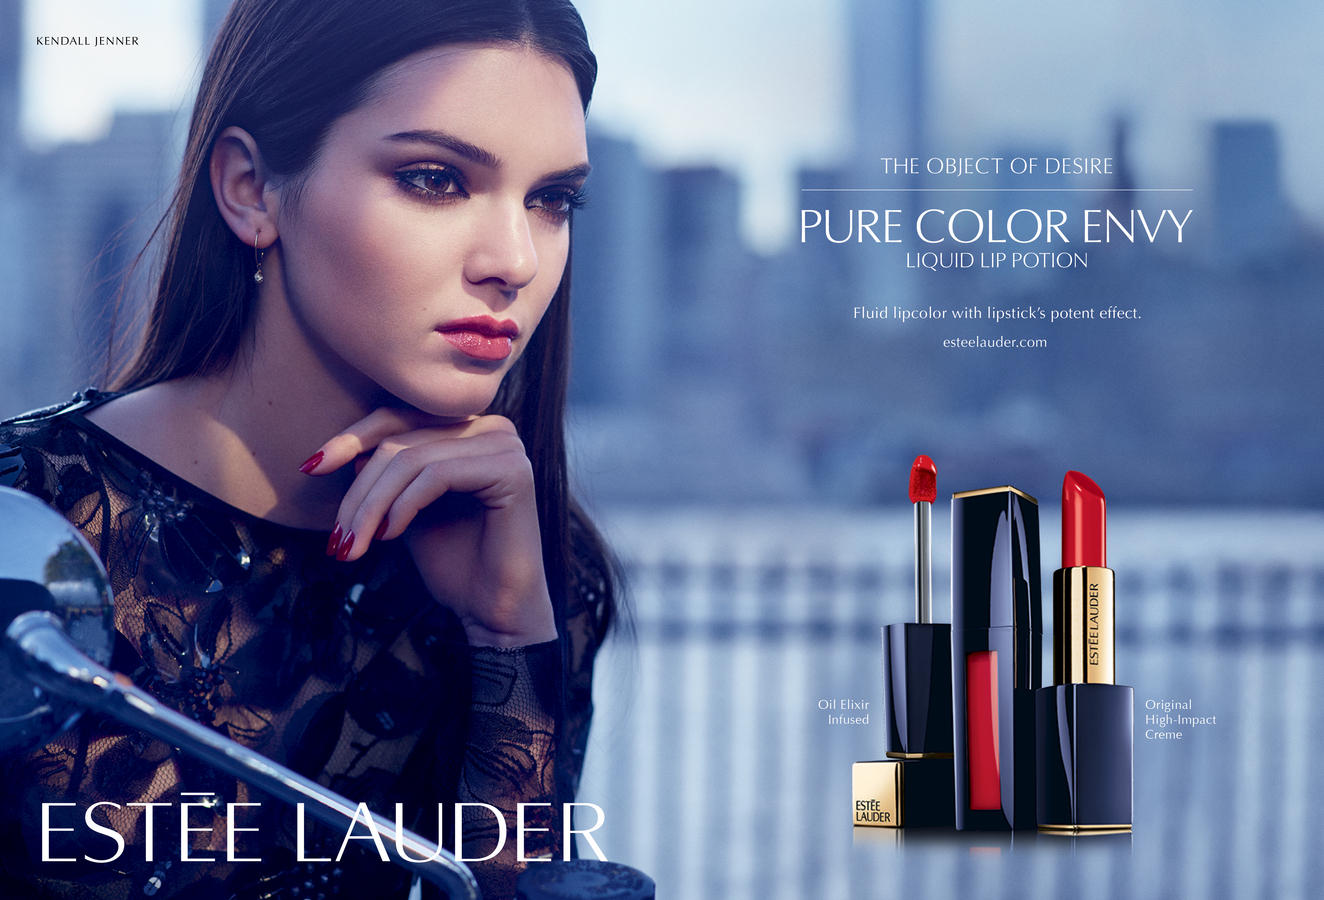 KENDALL JENNER
THE OBJECT OF DESIRE
PURE COLOR ENVY
LIQUID LIP POTION
Fluid lipcolor with lipstick's potent effect.
esteelauder.com
ESTĒE LAUDER
Oil Elixir
Infused
Original
High-Impact
Creme
ESTĒE
LAUDER
ESTĒE LAUDER